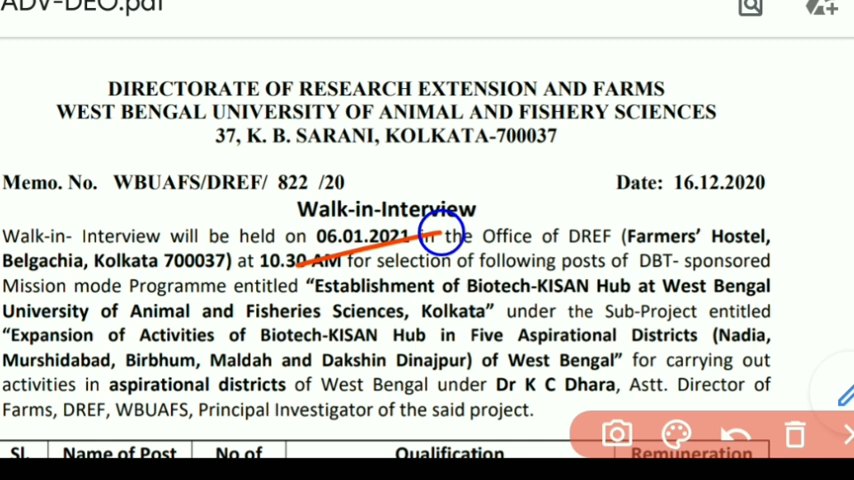 ADV-DEO.pdf
DIRECTORATE OF RESEARCH EXTENSION AND FARMS
WEST BENGAL UNIVERSITY OF ANIMAL AND FISHERY SCIENCES
37, K. B. SARANI, KOLKATA-700037
Memo. No. WBUAFS/DREF/ 822 /20 Date: 16.12.2020
Walk-in-Interview
Walk-in- Interview will be held on 06.01.2021 in the Office of DREF (Farmers' Hostel,
Belgachia, Kolkata 700037) at 10.30 AM for selection of following posts of DBT- sponsored
Mission mode Programme entitled "Establishment of Biotech-KISAN Hub at West Bengal
University of Animal and Fisheries Sciences, Kolkata" under the Sub-Project entitled
"Expansion of Activities of Biotech-KISAN Hub in Five Aspirational Districts (Nadia,
Murshidabad, Birbhum, Maldah and Dakshin Dinajpur) of West Bengal" for carrying out
activities in aspirational districts of West Bengal under Dr K C Dhara, Astt. Director of
Farms, DREF, WBUAFS, Principal Investigator of the said project.
Sl. Name of Post No of Qualification Remuneration